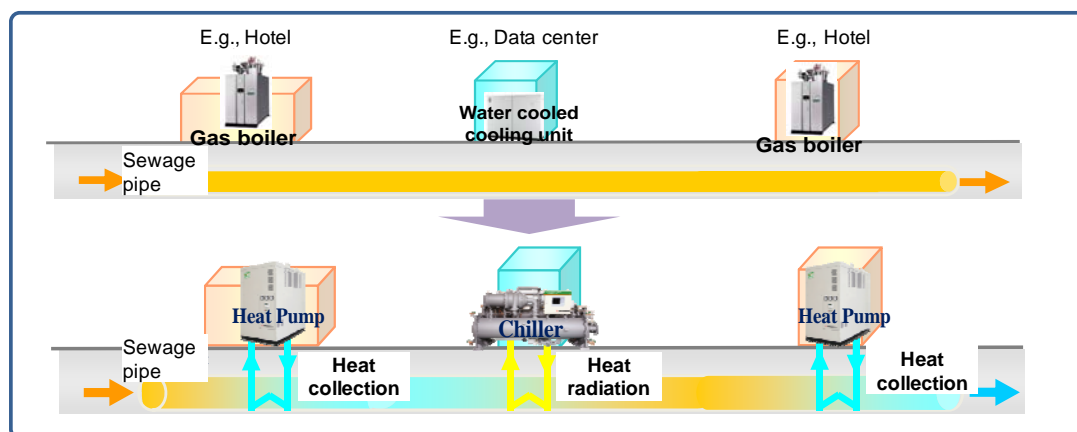 E.g., Hotel
E.g., Data center
E.g., Hotel
Gas boiler
Water cooled
cooling unit
Gas boiler
Sewage
pipe
Heat Pump
Chiller
Heat Pump
Sewage
pipe
Heat
collection
Heat
radiation
Heat
collection